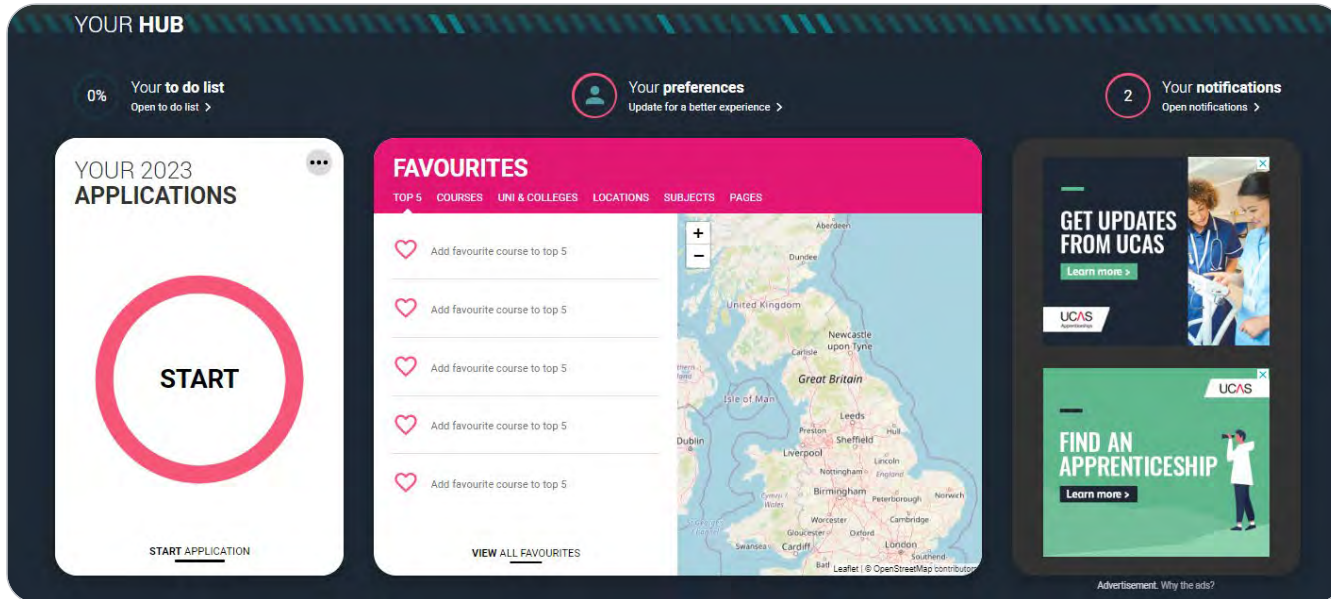 YOUR HUB
0%
Your to do list
Open to do list >
Your preferences
Update for a better experience >
2
Your notifications
Open notifications >
YOUR 2023
APPLICATIONS
START
START APPLICATION
FAVOURITES
TOP 5 COURSES UNI & COLLEGES LOCATIONS SUBJECTS PAGES
Add favourite course to top 5
Add favourite course to top 5
Add favourite course to top 5
Add favourite course to top 5
Add favourite course to top 5
VIEW ALL FAVOURITES
+
−
Aberdeen
Dundee
United Kingdom
Newcastle
upon Tyne
Carlisle
Great Britain
Isle of Man
Leeds
Preston
Hull
Dublin
Sheffield
Liverpool
Lincoln
Nottingham
England
Birmingham
Peterborough
Norwich
Wales
Worcester
Cambridge
Gloucester
Oxford
Swansea
Cardiff
London
Southend
Leaflet | © OpenStreetMap contributors
GET UPDATES
FROM UCAS
Learn more >
UCAS
Apprenticeships
UCAS
FIND AN
APPRENTICESHIP
Learn more >
Advertisement. Why the ads?